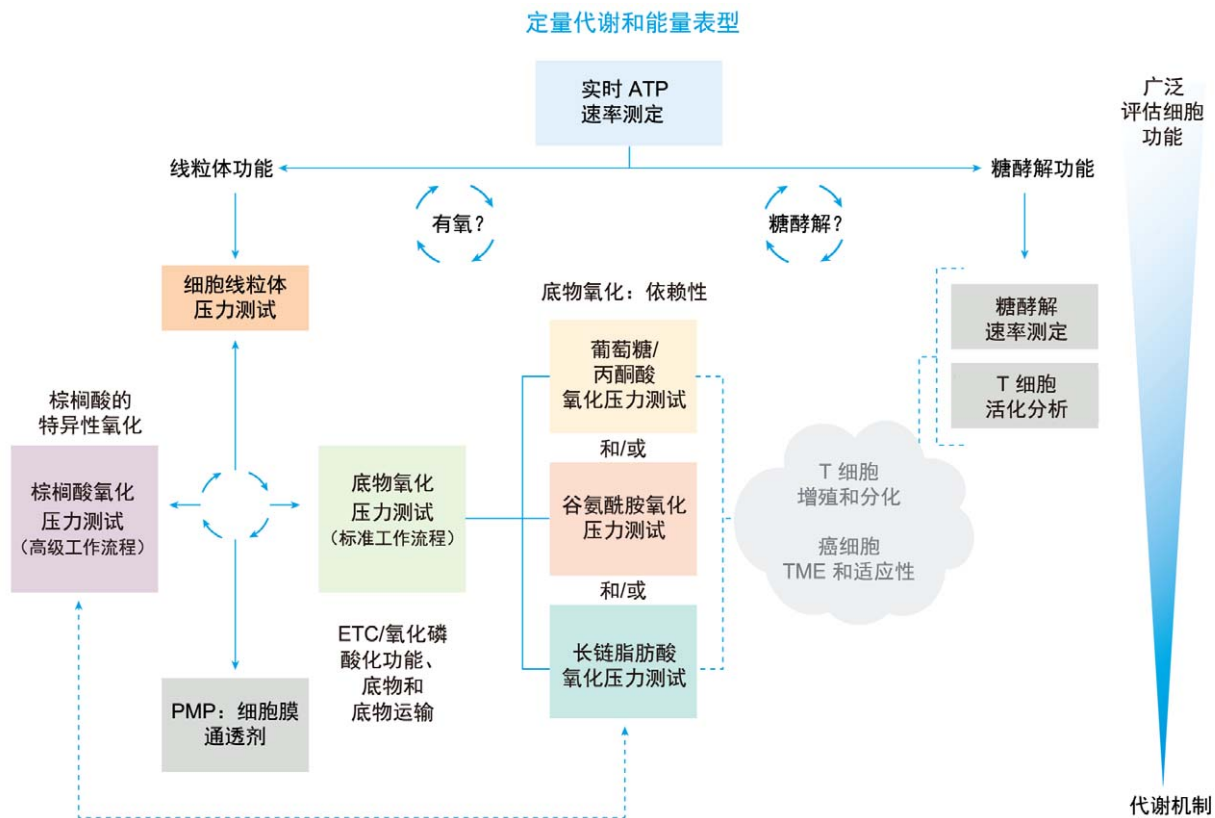 定量代谢和能量表型
实时 ATP
速率测定
广泛
评估细胞
功能
线粒体功能
糖酵解功能
有氧？
糖酵解？
细胞线粒体
压力测试
底物氧化：依赖性
糖酵解
速率测定
葡萄糖/
丙酮酸
氧化压力测试
T 细胞
活化分析
棕榈酸的
特异性氧化
和/或
棕榈酸氧化
压力测试
（高级工作流程）
底物氧化
压力测试
（标准工作流程）
谷氨酰胺氧化
压力测试
T 细胞
增殖和分化
癌细胞
TME 和适应性
和/或
ETC/氧化磷
酸化功能、
底物和
底物运输
长链脂肪酸
氧化压力测试
PMP：细胞膜
通透剂
代谢机制